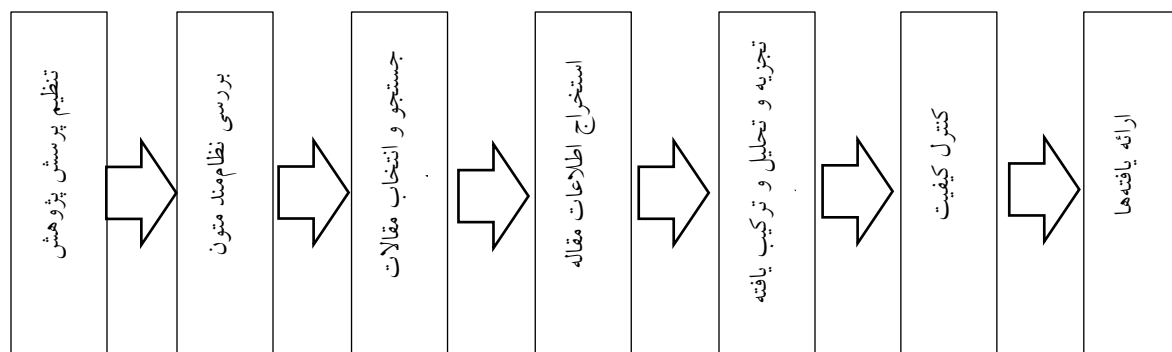 تنظیم پرسش پژوهش
بررسی نظام‌مند متون
جستجو و انتخاب مقالات
استخراج اطلاعات مقاله
تجزیه و تحلیل و ترکیب یافته
کنترل کیفیت
ارائه یافته‌ها